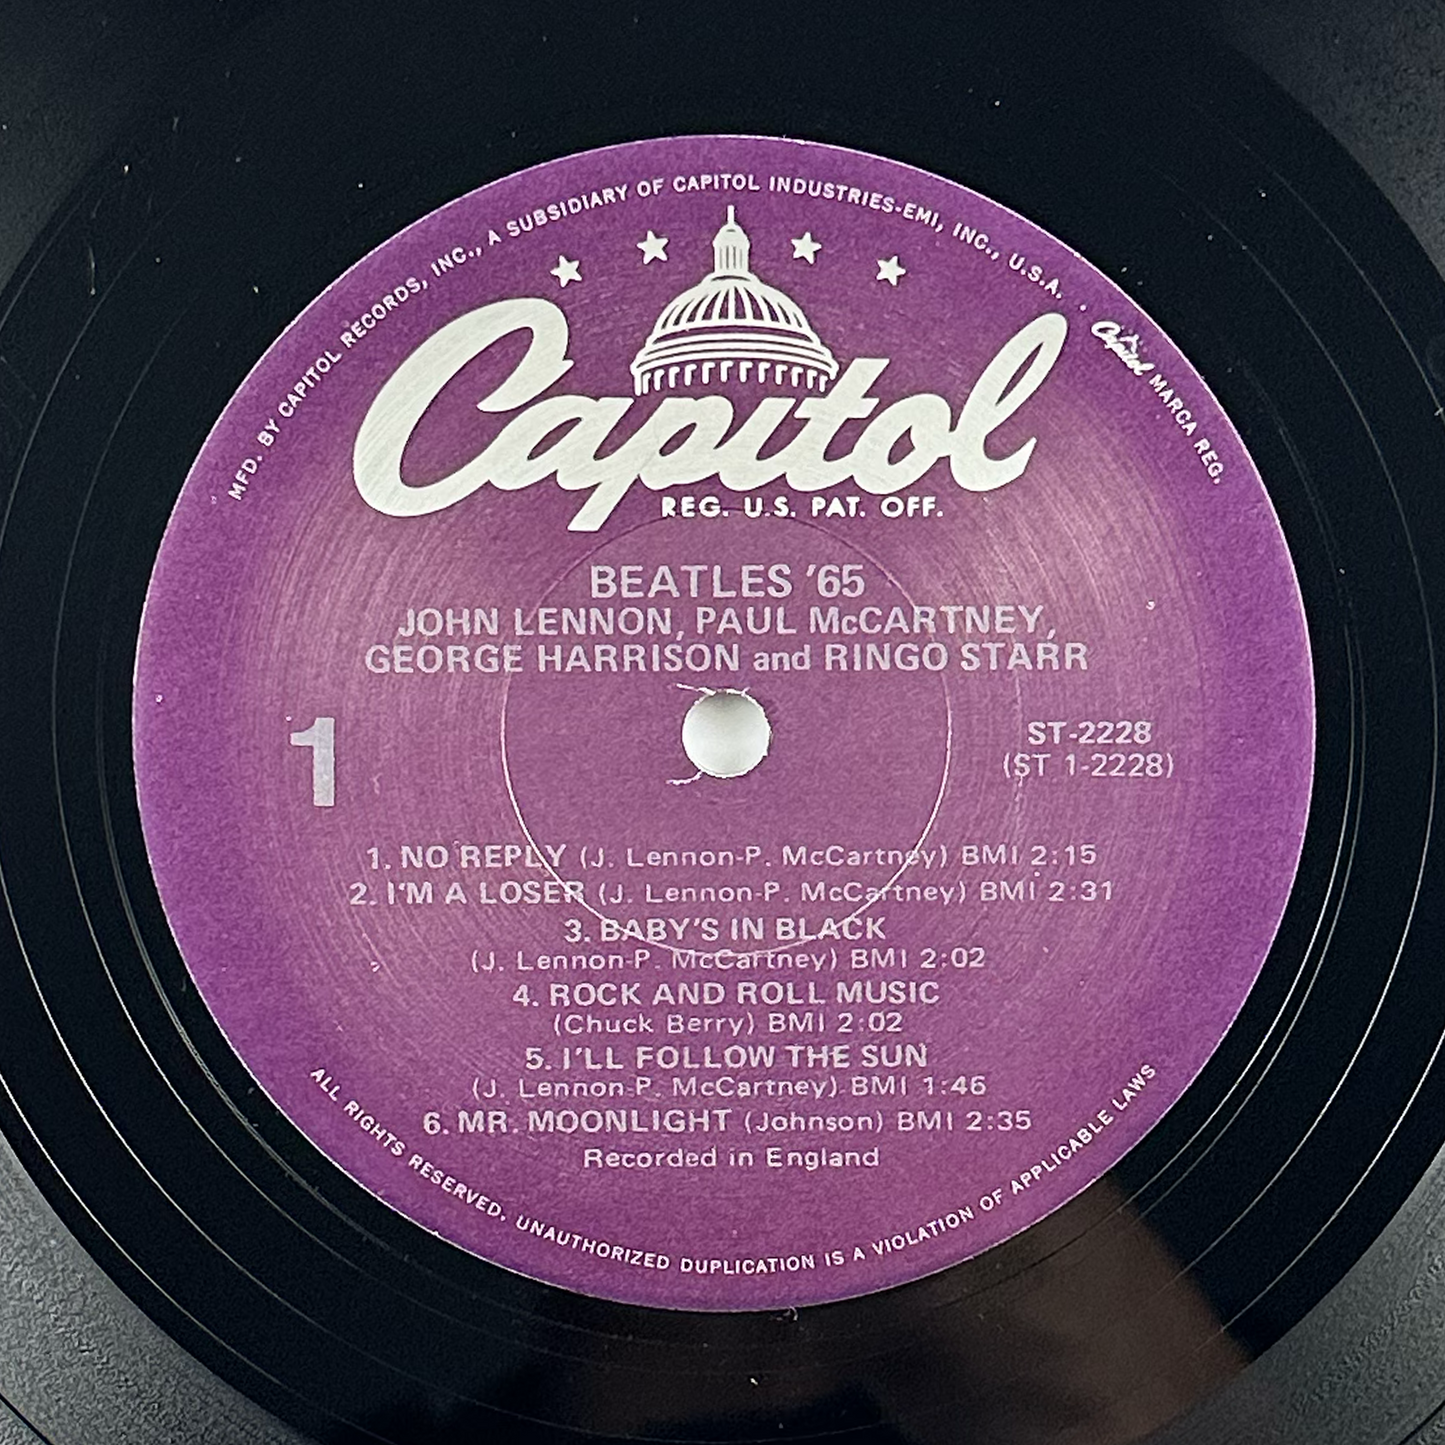 MFD. BY CAPITOL RECORDS, INC., A SUBSIDIARY OF CAPITOL INDUSTRIES-EMI, INC., U.S.A. · Capitol MARCA REG.
Capitol
REG. U.S. PAT. OFF.
BEATLES '65
JOHN LENNON, PAUL McCARTNEY,
GEORGE HARRISON and RINGO STARR
1
ST-2228
(ST 1-2228)
1. NO REPLY (J. Lennon-P. McCartney) BMI 2:15
2. I'M A LOSER (J. Lennon-P. McCartney) BMI 2:31
3. BABY'S IN BLACK
(J. Lennon-P. McCartney) BMI 2:02
4. ROCK AND ROLL MUSIC
(Chuck Berry) BMI 2:02
5. I'LL FOLLOW THE SUN
(J. Lennon-P. McCartney) BMI 1:46
6. MR. MOONLIGHT (Johnson) BMI 2:35
Recorded in England
ALL RIGHTS RESERVED. UNAUTHORIZED DUPLICATION IS A VIOLATION OF APPLICABLE LAWS